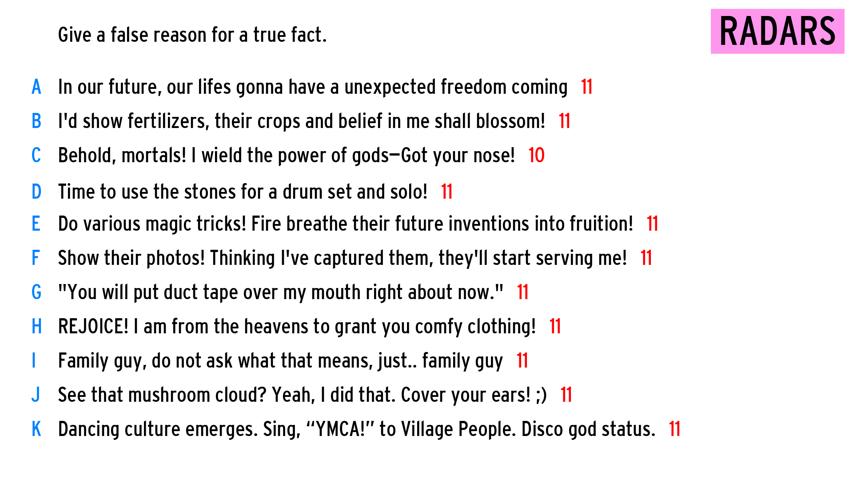 Give a false reason for a true fact.
RADARS
A In our future, our lifes gonna have a unexpected freedom coming 11
B I'd show fertilizers, their crops and belief in me shall blossom! 11
C Behold, mortals! I wield the power of gods—Got your nose! 10
D Time to use the stones for a drum set and solo! 11
E Do various magic tricks! Fire breathe their future inventions into fruition! 11
F Show their photos! Thinking I've captured them, they'll start serving me! 11
G "You will put duct tape over my mouth right about now." 11
H REJOICE! I am from the heavens to grant you comfy clothing! 11
I Family guy, do not ask what that means, just.. family guy 11
J See that mushroom cloud? Yeah, I did that. Cover your ears! ;) 11
K Dancing culture emerges. Sing, “YMCA!” to Village People. Disco god status. 11